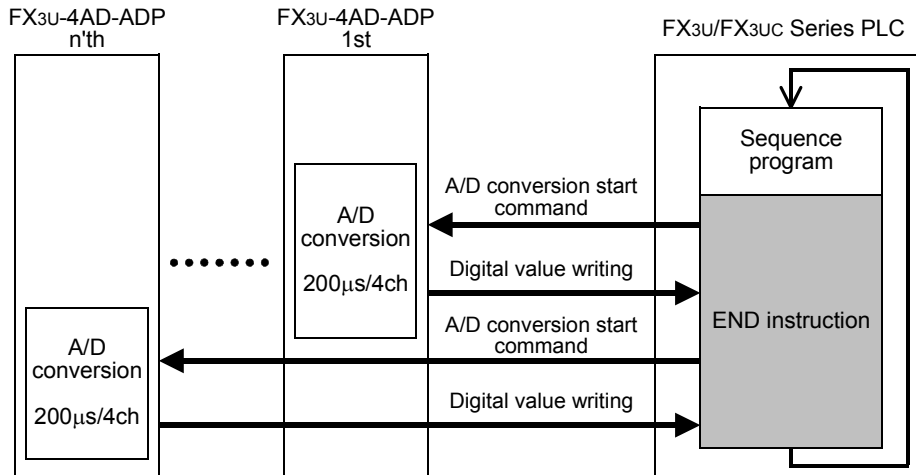 FX3U-4AD-ADP
n'th
FX3U-4AD-ADP
1st
FX3U/FX3UC Series PLC
Sequence
program
A/D conversion start
command
A/D
conversion
200µs/4ch
Digital value writing
END instruction
A/D conversion start
command
A/D
conversion
200µs/4ch
Digital value writing